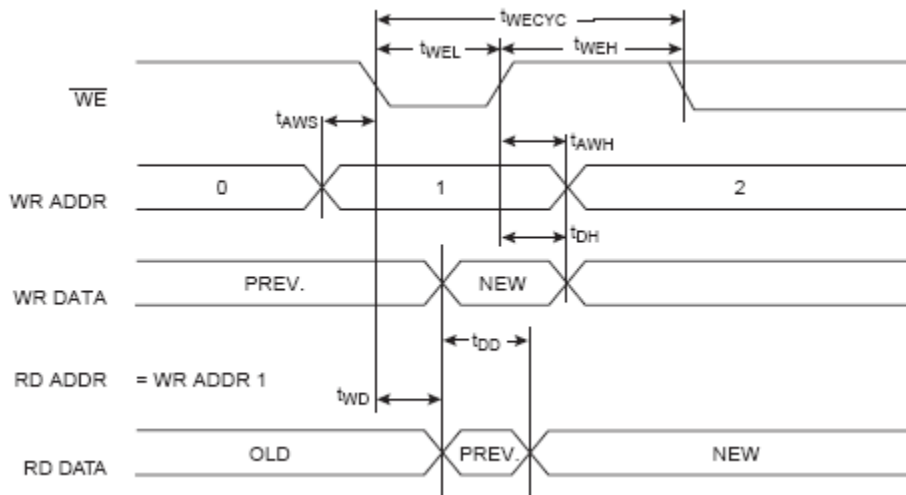 tWECYC
tWEL
tWEH
WE
tAWS
tAWH
WR ADDR
0
1
2
tDH
WR DATA
PREV.
NEW
tDD
RD ADDR
= WR ADDR 1
tWD
RD DATA
OLD
PREV.
NEW